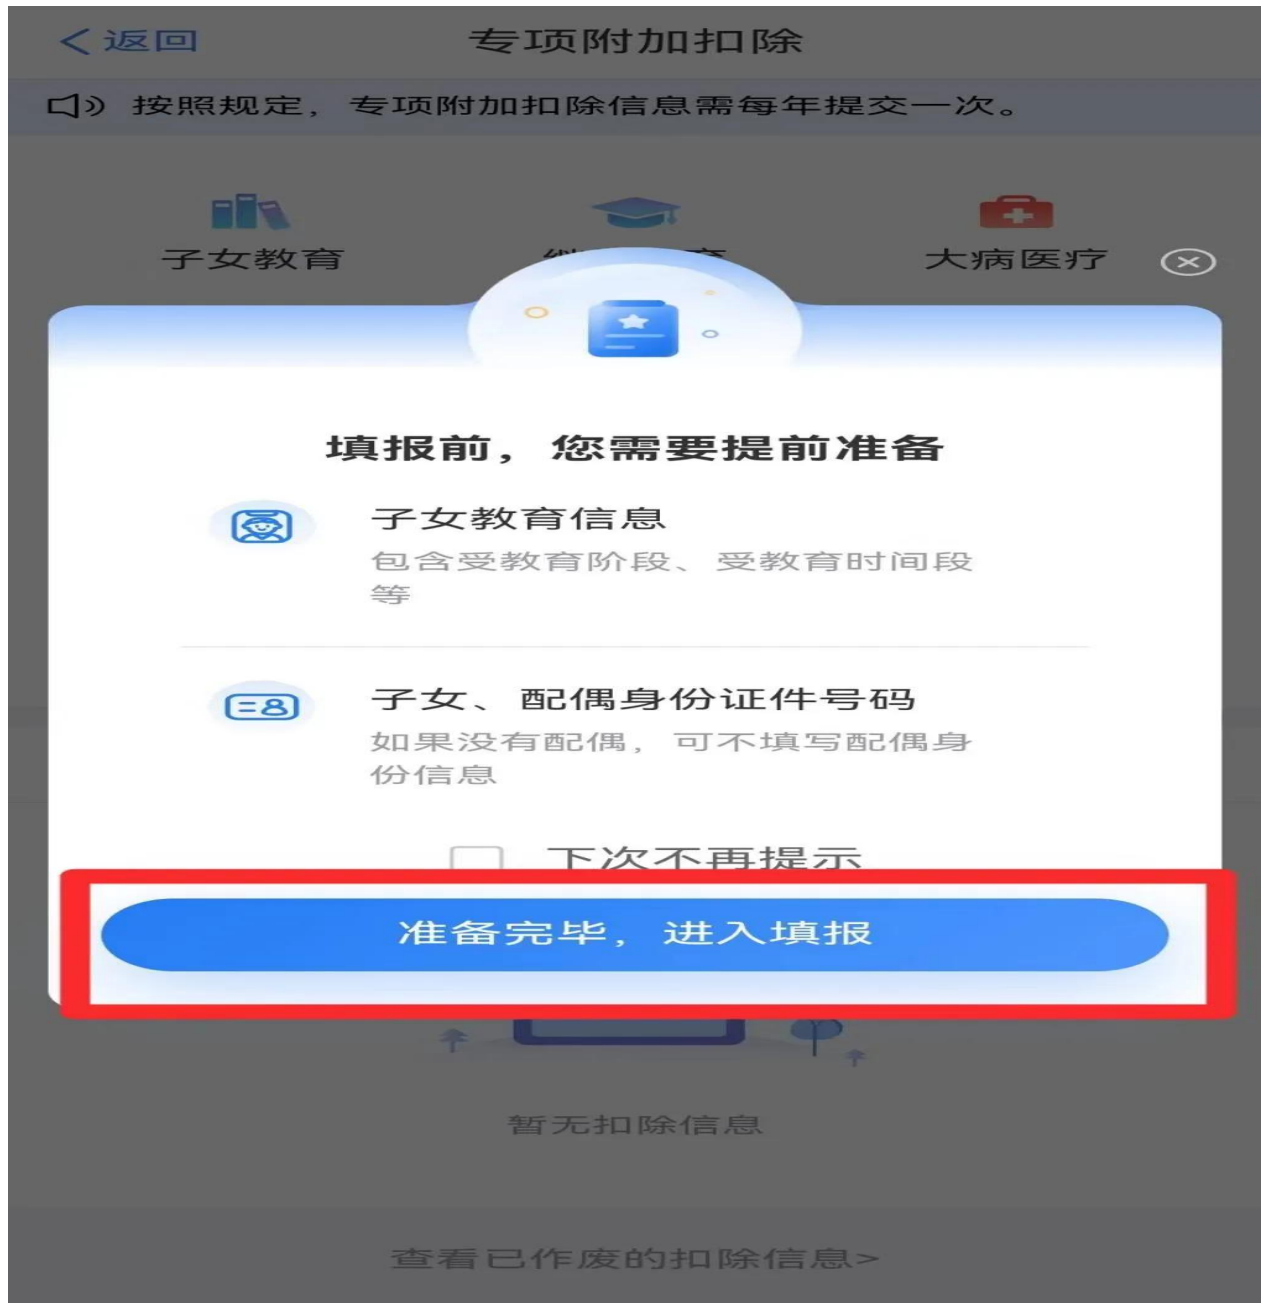 <返回
专项附加扣除
按照规定，专项附加扣除信息需每年提交一次。
子女教育
大病医疗
填报前，您需要提前准备
子女教育信息
包含受教育阶段、受教育时间段
等
子女、配偶身份证件号码
如果没有配偶，可不填写配偶身
份信息
下次不再提示
准备完毕，进入填报
暂无扣除信息
查看已作废的扣除信息>